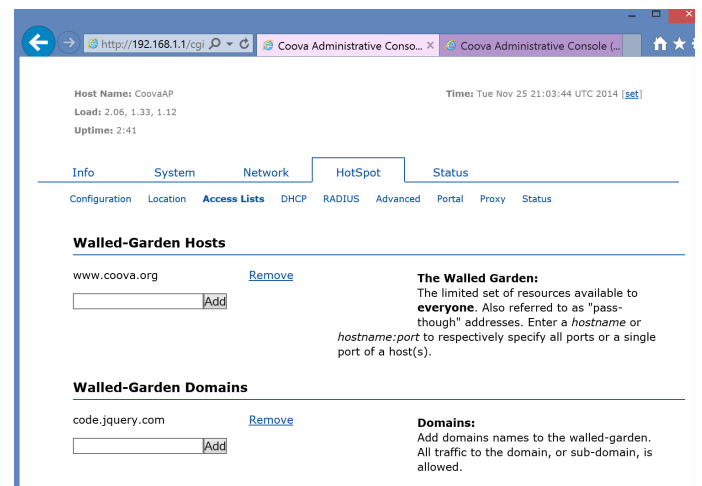 http://192.168.1.1/cgi
Coova Administrative Conso...
Coova Administrative Console (...
Host Name: CoovaAP
Time: Tue Nov 25 21:03:44 UTC 2014 [set]
Load: 2.06, 1.33, 1.12
Uptime: 2:41
Info System Network HotSpot Status
Configuration Location Access Lists DHCP RADIUS Advanced Portal Proxy Status
Walled-Garden Hosts
www.coova.org Remove
Add
The Walled Garden:
The limited set of resources available to
everyone. Also referred to as "pass-
though" addresses. Enter a hostname or
hostname:port to respectively specify all ports or a single
port of a host(s).
Walled-Garden Domains
code.jquery.com Remove
Add
Domains:
Add domains names to the walled-garden.
All traffic to the domain, or sub-domain, is
allowed.